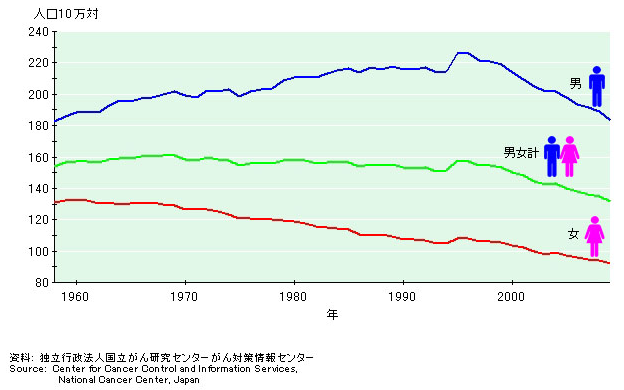 人口10万対
240
220
200
180
160
140
120
100
80
男
男女計
女
1960
1970
1980
1990
2000
年
資料: 独立行政法人国立がん研究センターがん対策情報センター
Source: Center for Cancer Control and Information Services,
National Cancer Center, Japan